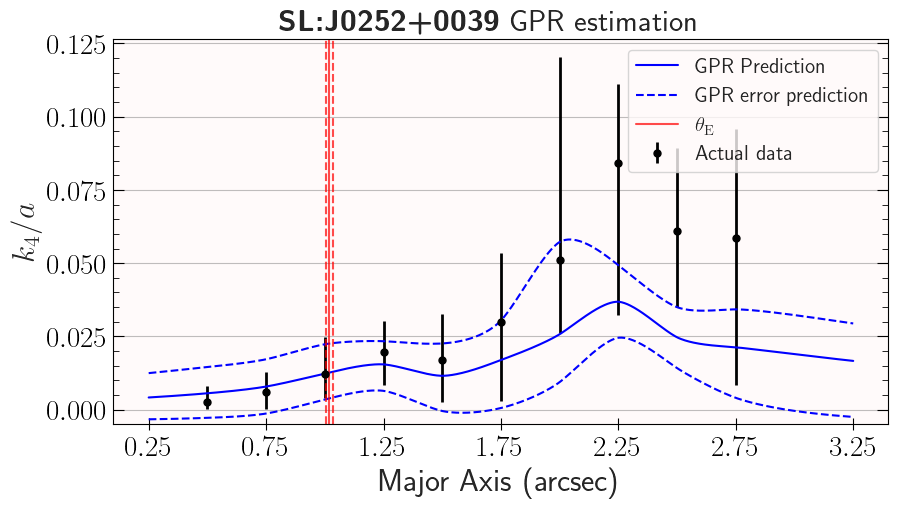 SL:J0252+0039 GPR estimation
GPR Prediction
GPR error prediction
θ_E
Actual data
k₄/a
0.125
0.100
0.075
0.050
0.025
0.000
0.25 0.75 1.25 1.75 2.25 2.75 3.25
Major Axis (arcsec)